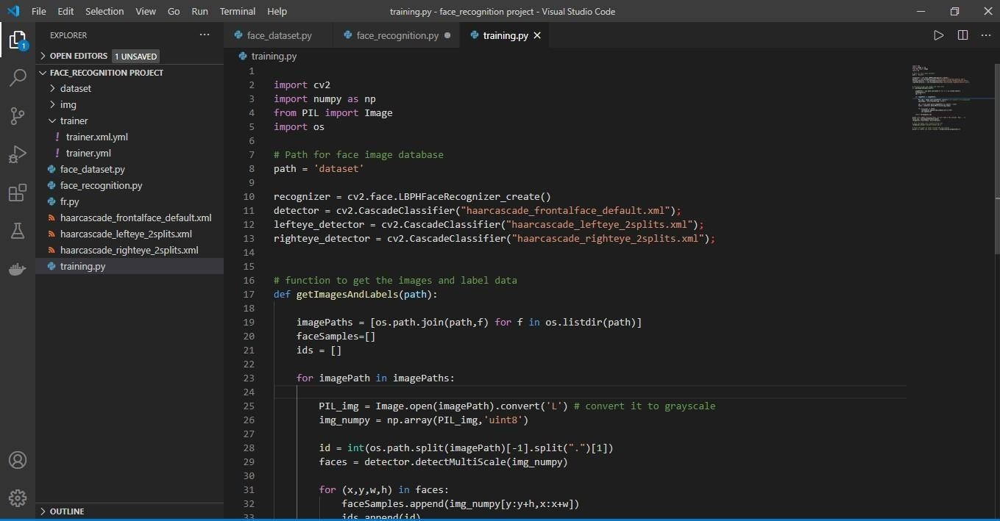 File Edit Selection View Go Run Terminal Help
training.py - face_recognition project - Visual Studio Code
EXPLORER
1
OPEN EDITORS 1 UNSAVED
FACE_RECOGNITION PROJECT
dataset
img
trainer
! trainer.xml.yml
! trainer.yml
face_dataset.py
face_recognition.py
fr.py
haarcascade_frontalface_default.xml
haarcascade_lefteye_2splits.xml
haarcascade_righteye_2splits.xml
training.py
OUTLINE
face_dataset.py face_recognition.py training.py
training.py
1
2 import cv2
3 import numpy as np
4 from PIL import Image
5 import os
6
7 # Path for face image database
8 path = 'dataset'
9
10 recognizer = cv2.face.LBPHFaceRecognizer_create()
11 detector = cv2.CascadeClassifier("haarcascade_frontalface_default.xml");
12 lefteye_detector = cv2.CascadeClassifier("haarcascade_lefteye_2splits.xml");
13 righteye_detector = cv2.CascadeClassifier("haarcascade_righteye_2splits.xml");
14
15
16 # function to get the images and label data
17 def getImagesAndLabels(path):
18
19     imagePaths = [os.path.join(path,f) for f in os.listdir(path)]
20     faceSamples=[]
21     ids = []
22
23     for imagePath in imagePaths:
24
25         PIL_img = Image.open(imagePath).convert('L') # convert it to grayscale
26         img_numpy = np.array(PIL_img,'uint8')
27
28         id = int(os.path.split(imagePath)[-1].split(".")[1])
29         faces = detector.detectMultiScale(img_numpy)
30
31         for (x,y,w,h) in faces:
32             faceSamples.append(img_numpy[y:y+h,x:x+w])
33             ids.append(id)